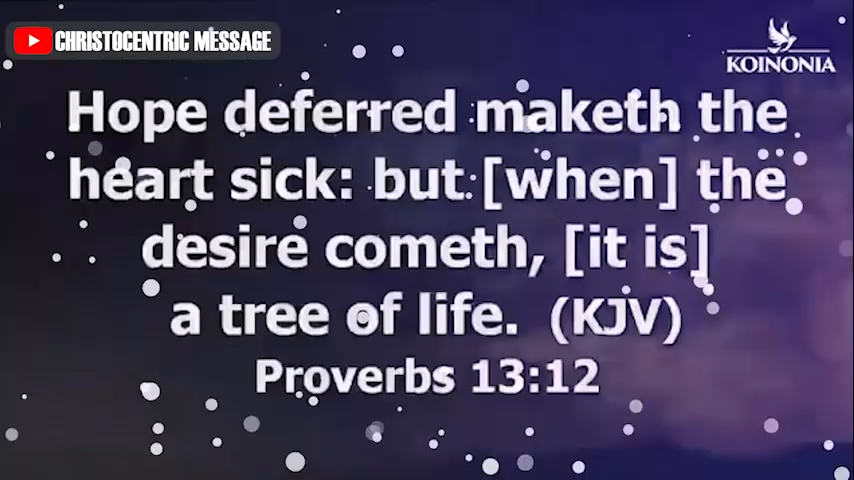 CHRISTOCENTRIC MESSAGE
KOINONIA
Hope deferred maketh the
heart sick: but [when] the
desire cometh, [it is]
a tree of life. (KJV)
Proverbs 13:12